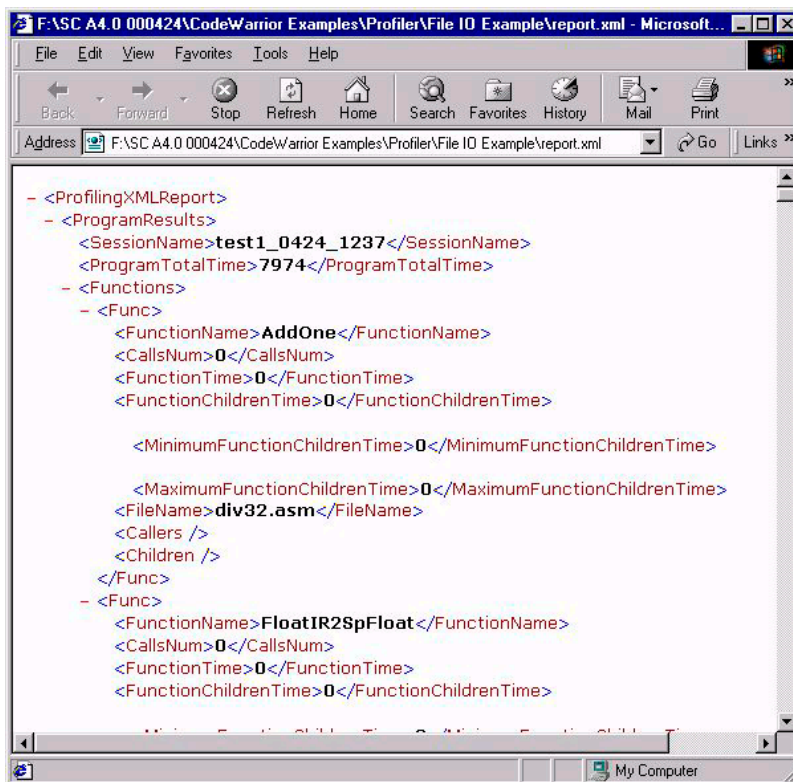 F:\SC A4.0 000424\CodeWarrior Examples\Profiler\File IO Example\report.xml - Microsoft...
File Edit View Favorites Tools Help
Back Forward Stop Refresh Home Search Favorites History Mail Print »
Address F:\SC A4.0 000424\CodeWarrior Examples\Profiler\File IO Example\report.xml Go Links »
- <ProfilingXMLReport>
- <ProgramResults>
<SessionName>test1_0424_1237</SessionName>
<ProgramTotalTime>7974</ProgramTotalTime>
- <Functions>
- <Func>
<FunctionName>AddOne</FunctionName>
<CallsNum>0</CallsNum>
<FunctionTime>0</FunctionTime>
<FunctionChildrenTime>0</FunctionChildrenTime>
<MinimumFunctionChildrenTime>0</MinimumFunctionChildrenTime>
<MaximumFunctionChildrenTime>0</MaximumFunctionChildrenTime>
<FileName>div32.asm</FileName>
<Callers />
<Children />
</Func>
- <Func>
<FunctionName>FloatIR2SpFloat</FunctionName>
<CallsNum>0</CallsNum>
<FunctionTime>0</FunctionTime>
<FunctionChildrenTime>0</FunctionChildrenTime>
My Computer